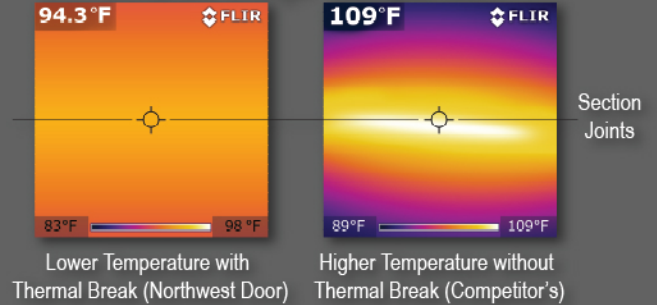 94.3°F
FLIR
83°F
98 °F
Lower Temperature with
Thermal Break (Northwest Door)
109°F
FLIR
89°F
109°F
Higher Temperature without
Thermal Break (Competitor's)
Section
Joints